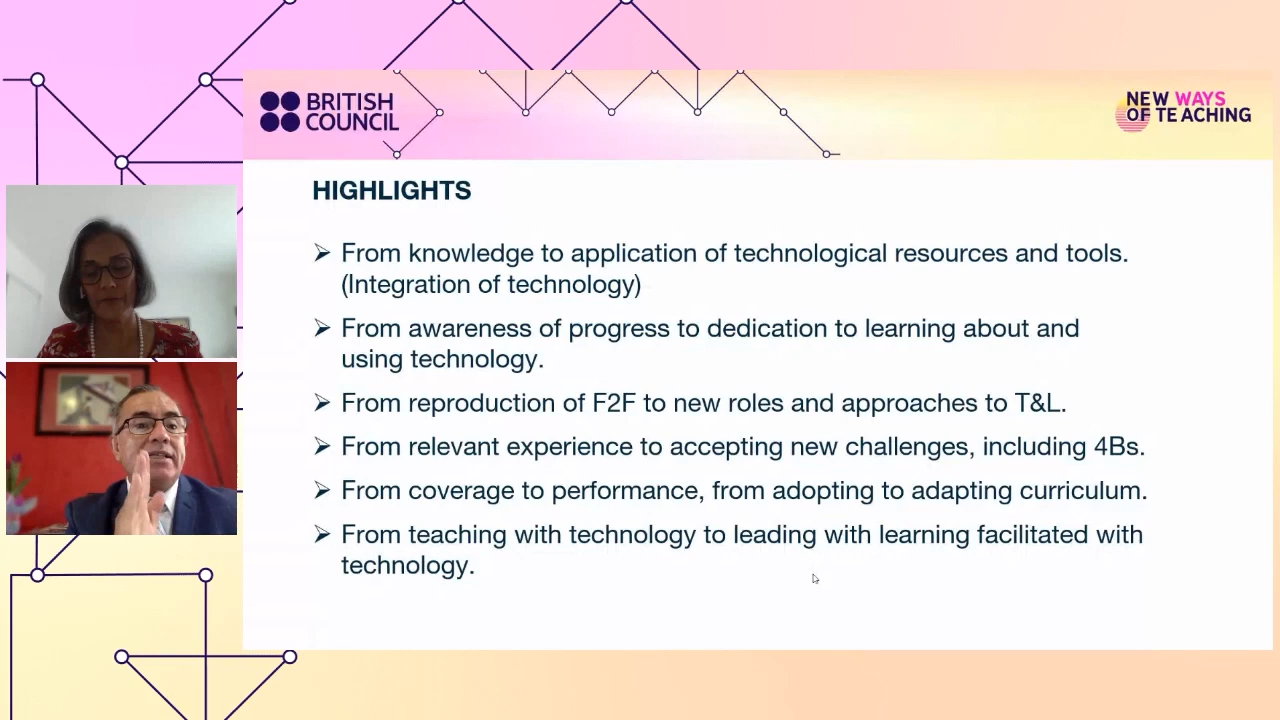 BRITISH
COUNCIL
NEW WAYS
OF TEACHING
HIGHLIGHTS
➢ From knowledge to application of technological resources and tools.
(Integration of technology)
➢ From awareness of progress to dedication to learning about and
using technology.
➢ From reproduction of F2F to new roles and approaches to T&L.
➢ From relevant experience to accepting new challenges, including 4Bs.
➢ From coverage to performance, from adopting to adapting curriculum.
➢ From teaching with technology to leading with learning facilitated with
technology.